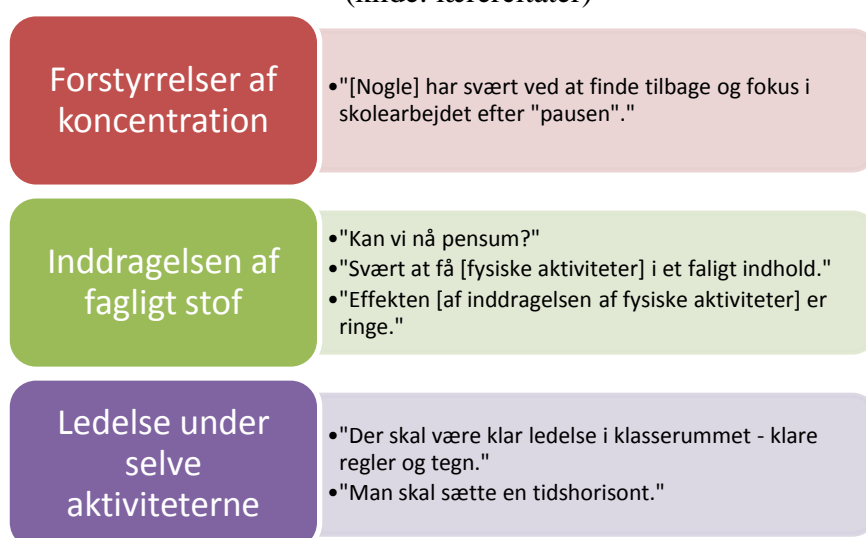 (kilde: lærercitater)
Forstyrrelser af
koncentration
•"[Nogle] har svært ved at finde tilbage og fokus i
skolearbejdet efter "pausen"."
Inddragelsen af
fagligt stof
•"Kan vi nå pensum?"
•"Svært at få [fysiske aktiviteter] i et faligt indhold."
•"Effekten [af inddragelsen af fysiske aktiviteter] er
ringe."
Ledelse under
selve
aktiviteterne
•"Der skal være klar ledelse i klasserummet - klare
regler og tegn."
•"Man skal sætte en tidshorisont."